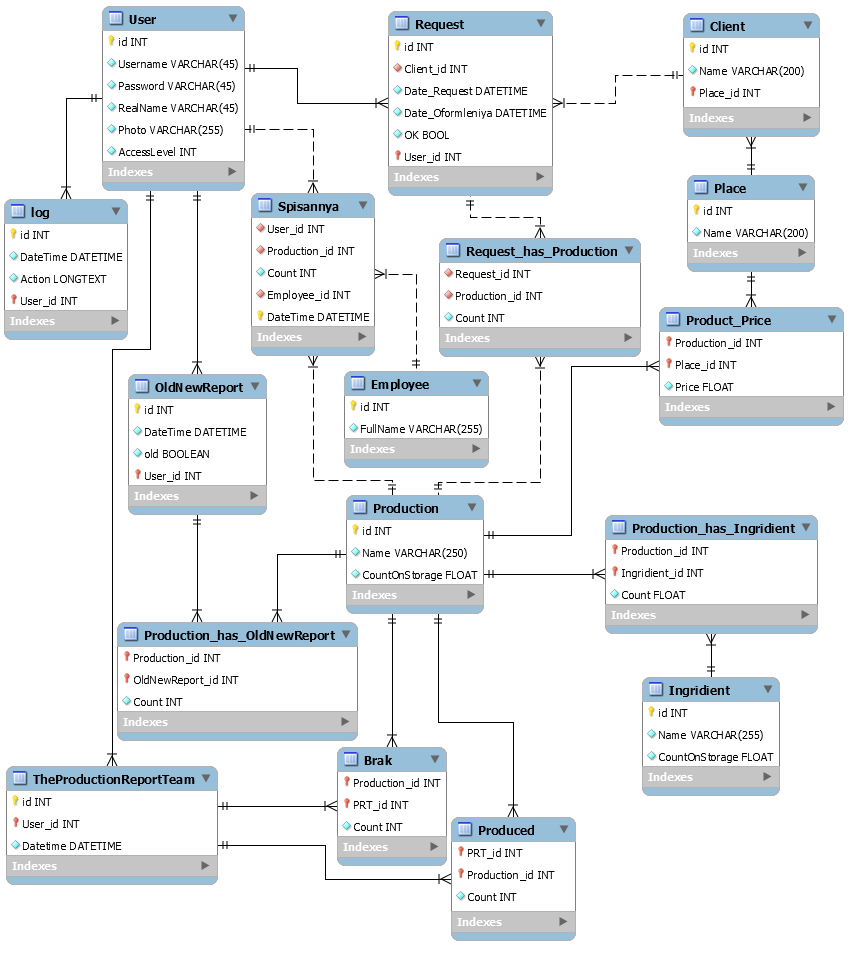 User
id INT
Username VARCHAR(45)
Password VARCHAR(45)
RealName VARCHAR(45)
Photo VARCHAR(255)
AccessLevel INT
Indexes
Request
id INT
Client_id INT
Date_Request DATETIME
Date_Oformleniya DATETIME
OK BOOL
User_id INT
Indexes
Client
id INT
Name VARCHAR(200)
Place_id INT
Indexes
log
id INT
DateTime DATETIME
Action LONGTEXT
User_id INT
Indexes
Spisannya
User_id INT
Production_id INT
Count INT
Employee_id INT
DateTime DATETIME
Indexes
Request_has_Production
Request_id INT
Production_id INT
Count INT
Indexes
Place
id INT
Name VARCHAR(200)
Indexes
Product_Price
Production_id INT
Place_id INT
Price FLOAT
Indexes
OldNewReport
id INT
DateTime DATETIME
old BOOLEAN
User_id INT
Indexes
Employee
id INT
FullName VARCHAR(255)
Indexes
Production
id INT
Name VARCHAR(250)
CountOnStorage FLOAT
Indexes
Production_has_Ingridient
Production_id INT
Ingridient_id INT
Count FLOAT
Indexes
Production_has_OldNewReport
Production_id INT
OldNewReport_id INT
Count INT
Indexes
Ingridient
id INT
Name VARCHAR(255)
CountOnStorage FLOAT
Indexes
TheProductionReportTeam
id INT
User_id INT
Datetime DATETIME
Indexes
Brak
Production_id INT
PRT_id INT
Count INT
Indexes
Produced
PRT_id INT
Production_id INT
Count INT
Indexes